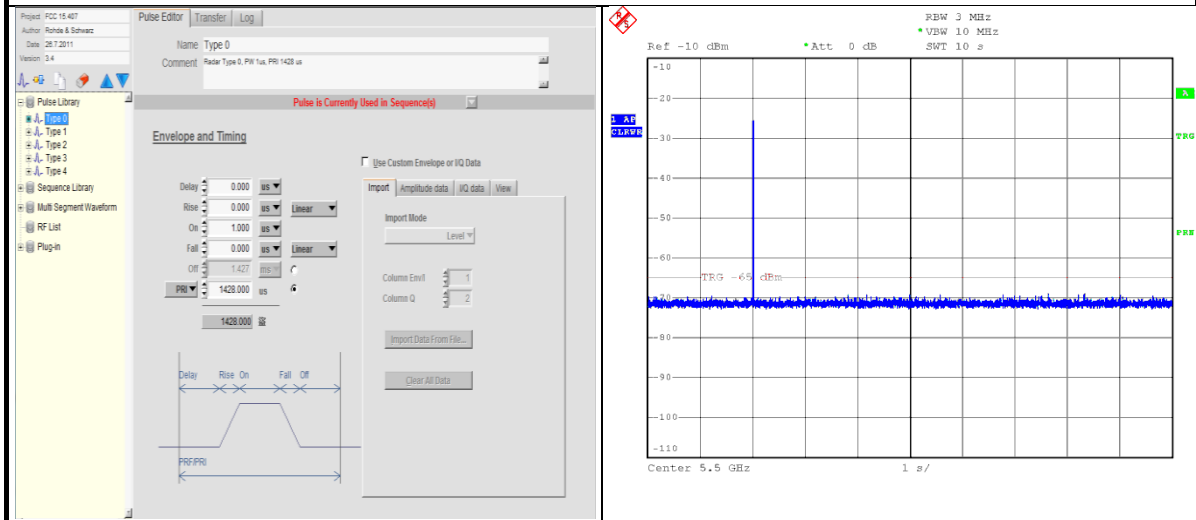 Project FCC 15.407
Author Rohde & Schwarz
Date 26.7.2011
Version 3.4
Pulse Library
Type 0
Type 1
Type 2
Type 3
Type 4
Sequence Library
Multi Segment Waveform
RF List
Plug-in
Pulse Editor Transfer Log
Name Type 0
Comment Radar Type 0, PW 1us, PRI 1428 us
Pulse is Currently Used in Sequence(s)
Envelope and Timing
Use Custom Envelope or I/Q Data
Delay 0.000 us
Rise 0.000 us Linear
On 1.000 us
Fall 0.000 us Linear
Off 1.427 ms
PRI 1428.000 us
1428.000
Import Amplitude data I/Q data View
Import Mode
Level
Column Env/I 1
Column Q 2
Import Data From File...
Clear All Data
Delay Rise On Fall Off
PRF/PRI
R S
RBW 3 MHz
*VBW 10 MHz
Ref -10 dBm *Att 0 dB SWT 10 s
-10
-20
A
1 AP
CLRWR
TRG
-30
-40
-50
-60
TRG -65 dBm
-70
-80
-90
-100
-110
Center 5.5 GHz 1 s/